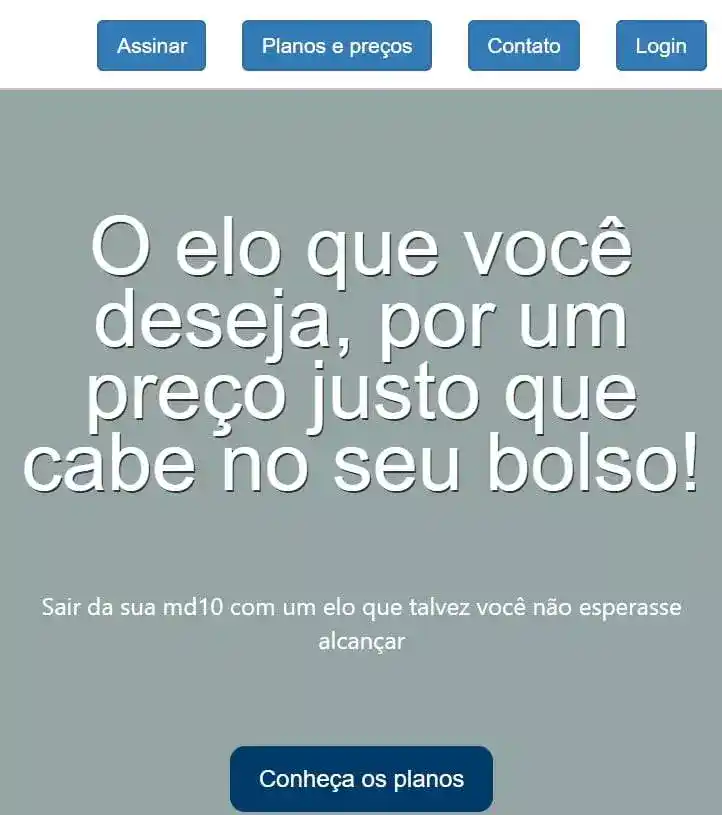 Assinar Planos e preços Contato Login
O elo que você
deseja, por um
preço justo que
cabe no seu bolso!
Sair da sua md10 com um elo que talvez você não esperasse
alcançar
Conheça os planos